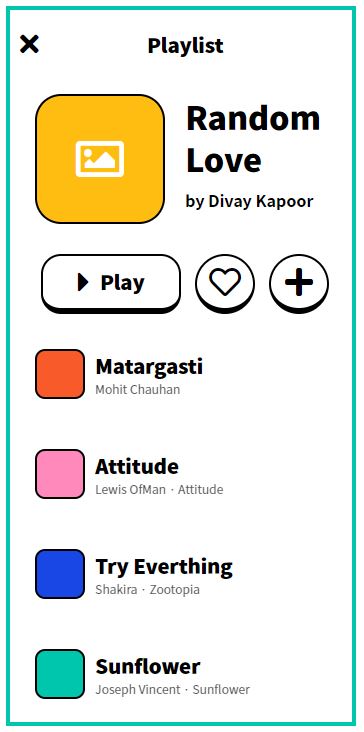 Playlist
Random
Love
by Divay Kapoor
Play
Matargasti
Mohit Chauhan
Attitude
Lewis OfMan · Attitude
Try Everthing
Shakira · Zootopia
Sunflower
Joseph Vincent · Sunflower